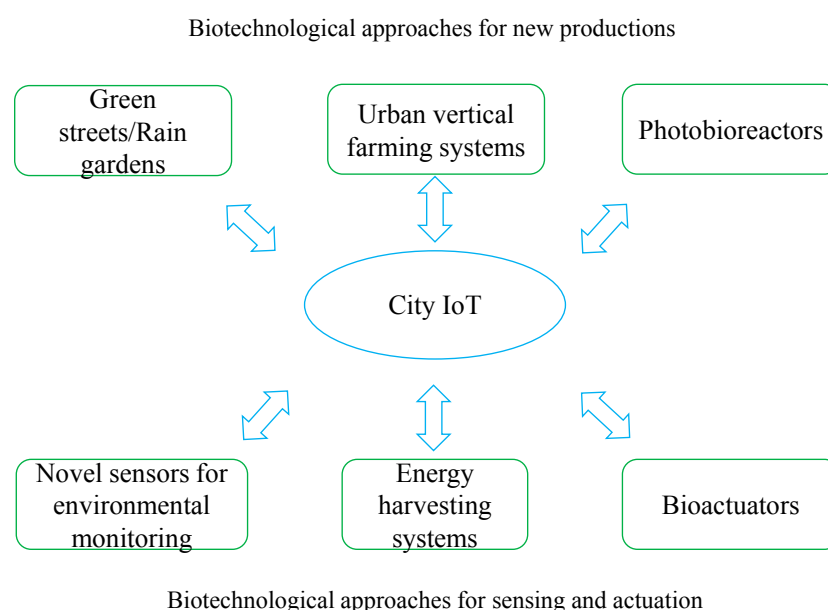 Biotechnological approaches for new productions
Green
streets/Rain
gardens
Urban vertical
farming systems
Photobioreactors
City IoT
Novel sensors for
environmental
monitoring
Energy
harvesting
systems
Bioactuators
Biotechnological approaches for sensing and actuation